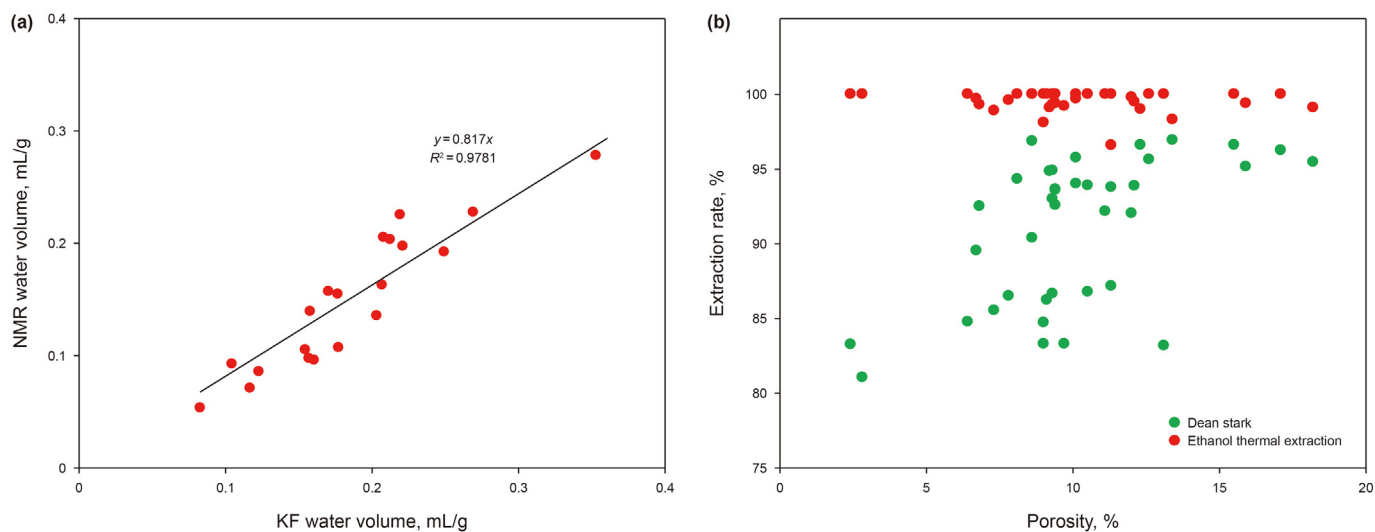 (a)
0.4
0.3
0.2
0.1
0
0.1
0.2
0.3
0.4
NMR water volume, mL/g
KF water volume, mL/g
y = 0.817x
R² = 0.9781
(b)
100
95
90
85
80
75
0
5
10
15
20
Extraction rate, %
Porosity, %
Dean stark
Ethanol thermal extraction